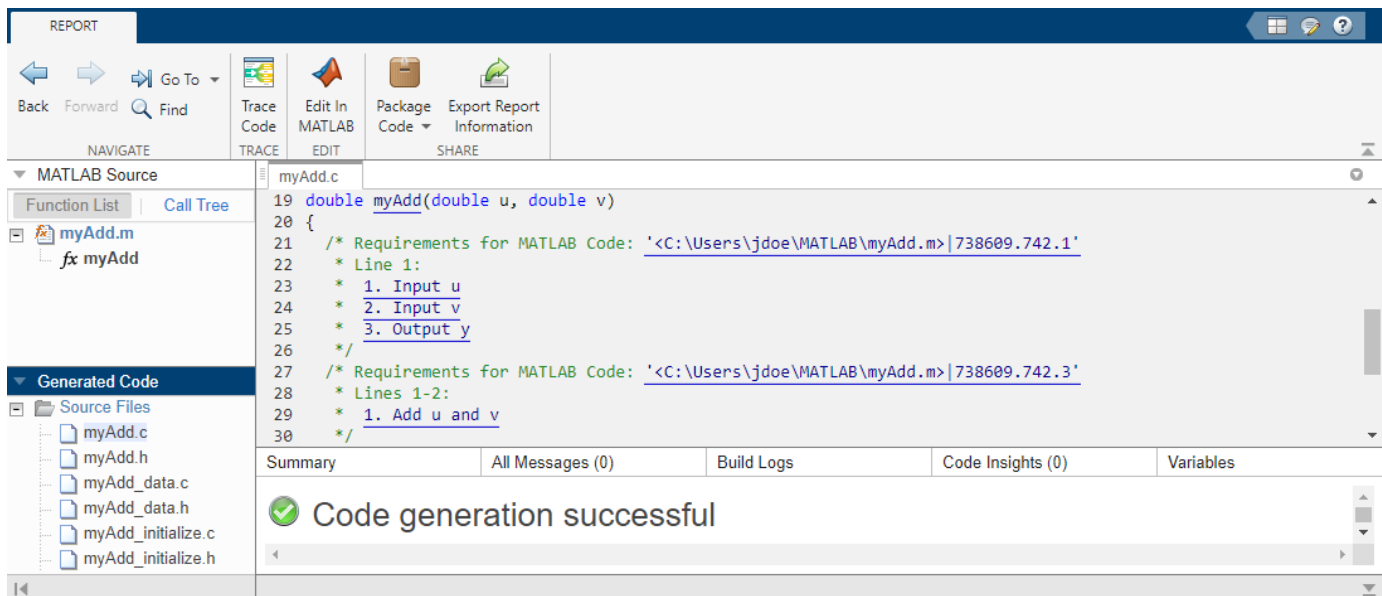 REPORT
Back Forward Go To Find
Trace Code
Edit In MATLAB
Package Code
Export Report Information
NAVIGATE TRACE EDIT SHARE
MATLAB Source
Function List | Call Tree
myAdd.m
fx myAdd
Generated Code
Source Files
myAdd.c
myAdd.h
myAdd_data.c
myAdd_data.h
myAdd_initialize.c
myAdd_initialize.h
myAdd.c
19 double myAdd(double u, double v)
20 {
21 /* Requirements for MATLAB Code: '<C:\Users\jdoe\MATLAB\myAdd.m>|738609.742.1'
22 * Line 1:
23 * 1. Input u
24 * 2. Input v
25 * 3. Output y
26 */
27 /* Requirements for MATLAB Code: '<C:\Users\jdoe\MATLAB\myAdd.m>|738609.742.3'
28 * Lines 1-2:
29 * 1. Add u and v
30 */
Summary All Messages (0) Build Logs Code Insights (0) Variables
Code generation successful